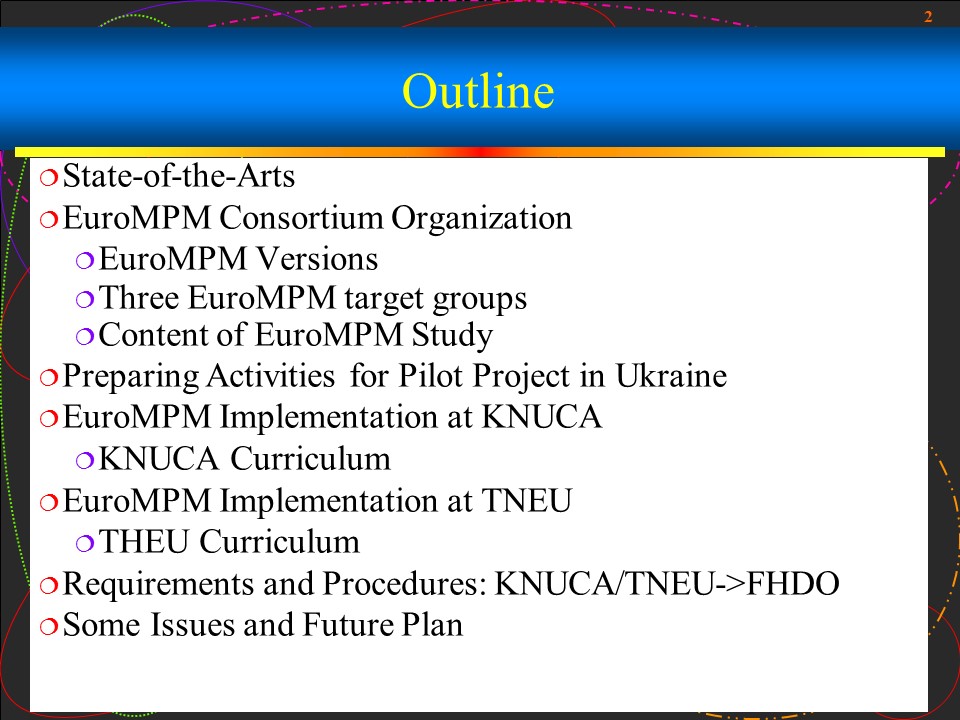 2
Outline
State-of-the-Arts
EuroMPM Consortium Organization
EuroMPM Versions
Three EuroMPM target groups
Content of EuroMPM Study
Preparing Activities for Pilot Project in Ukraine
EuroMPM Implementation at KNUCA
KNUCA Curriculum
EuroMPM Implementation at TNEU
THEU Curriculum
Requirements and Procedures: KNUCA/TNEU->FHDO
Some Issues and Future Plan